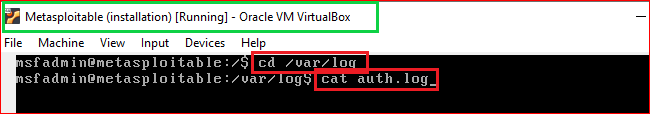 Metasploitable (installation) [Running] - Oracle VM VirtualBox
File Machine View Input Devices Help
msfadmin@metasploitable:/$ cd /var/log
msfadmin@metasploitable:/var/log$ cat auth.log_